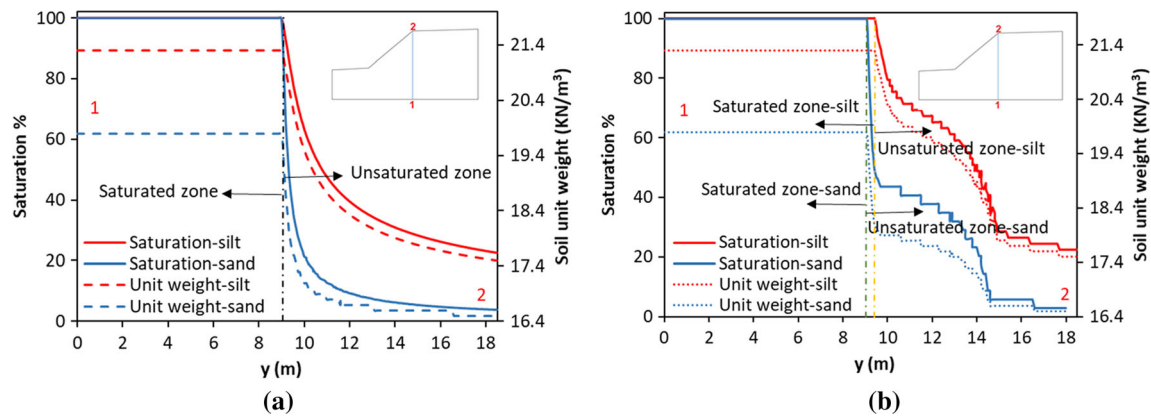 (a)
Saturation %
100
80
60
40
20
0
1
2
1
2
Saturated zone
Unsaturated zone
Saturation-silt
Saturation-sand
Unit weight-silt
Unit weight-sand
0 2 4 6 8 10 12 14 16 18
y (m)
21.4
20.4
19.4
18.4
17.4
16.4
Soil unit weight (KN/m³)
(a)
(b)
Saturation %
100
80
60
40
20
0
1
2
1
2
Saturated zone-silt
Unsaturated zone-silt
Saturated zone-sand
Unsaturated zone-sand
Saturation-silt
Saturation-sand
Unit weight-silt
Unit weight-sand
0 2 4 6 8 10 12 14 16 18
y (m)
21.4
20.4
19.4
18.4
17.4
16.4
Soil unit weight (KN/m³)
(b)